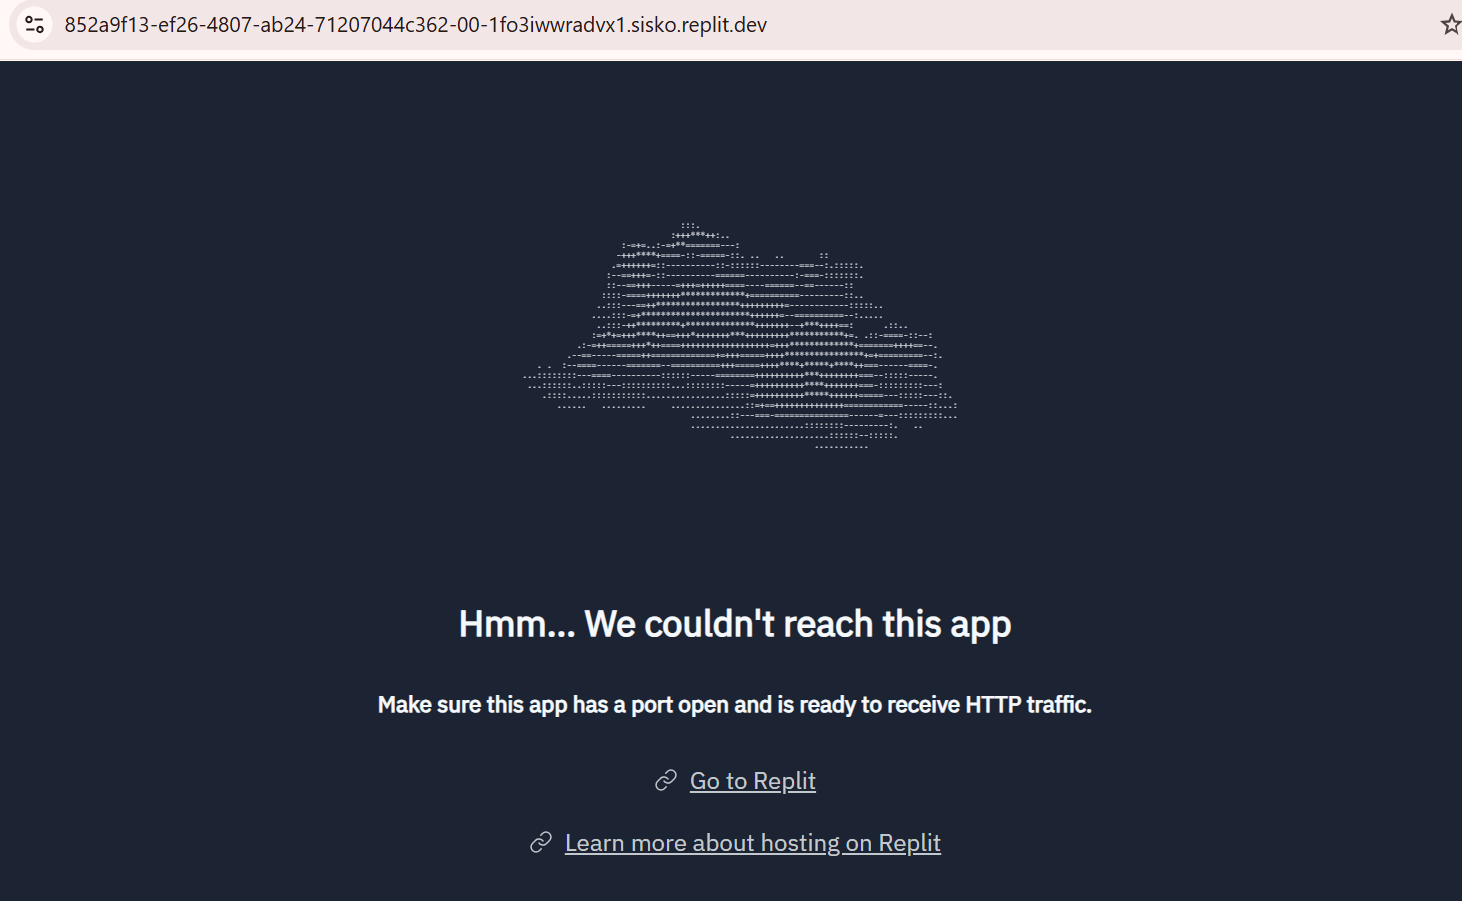 852a9f13-ef26-4807-ab24-71207044c362-00-1fo3iwwradvx1.sisko.replit.dev
Hmm... We couldn't reach this app
Make sure this app has a port open and is ready to receive HTTP traffic.
Go to Replit
Learn more about hosting on Replit